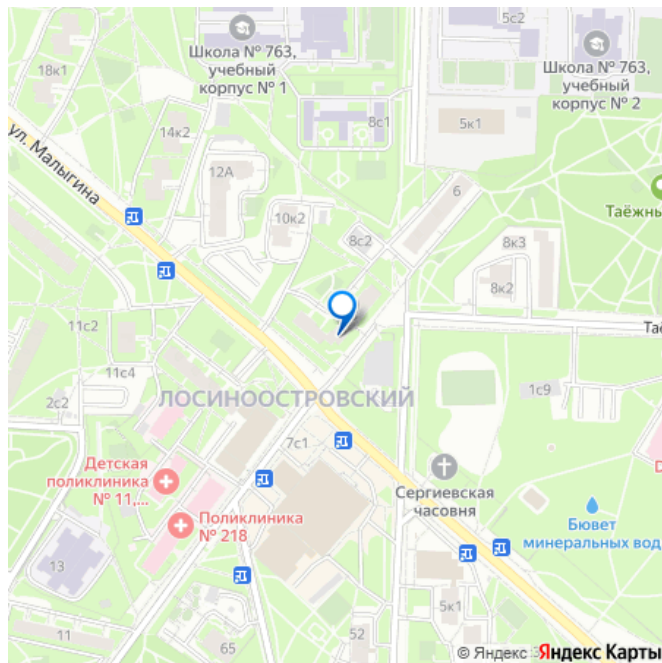 5с2
Школа № 763,
учебный
корпус № 1
Школа № 763,
учебный
корпус № 2
18к1
8с1
5к1
14к2
ул. Малыгина
12А
6
10к2
Таёжны
8с2
8к3
8к2
11с2
Та
11с4
1с9
2с2
ЛОСИНООСТРОВСКИЙ
7с1
Детская
поликлиника
№ 11,...
Сергиевская
часовня
Поликлиника
№ 218
Бювет
минеральных вод
13
5к1
11
65
52
© Яндекс
Яндекс Карты